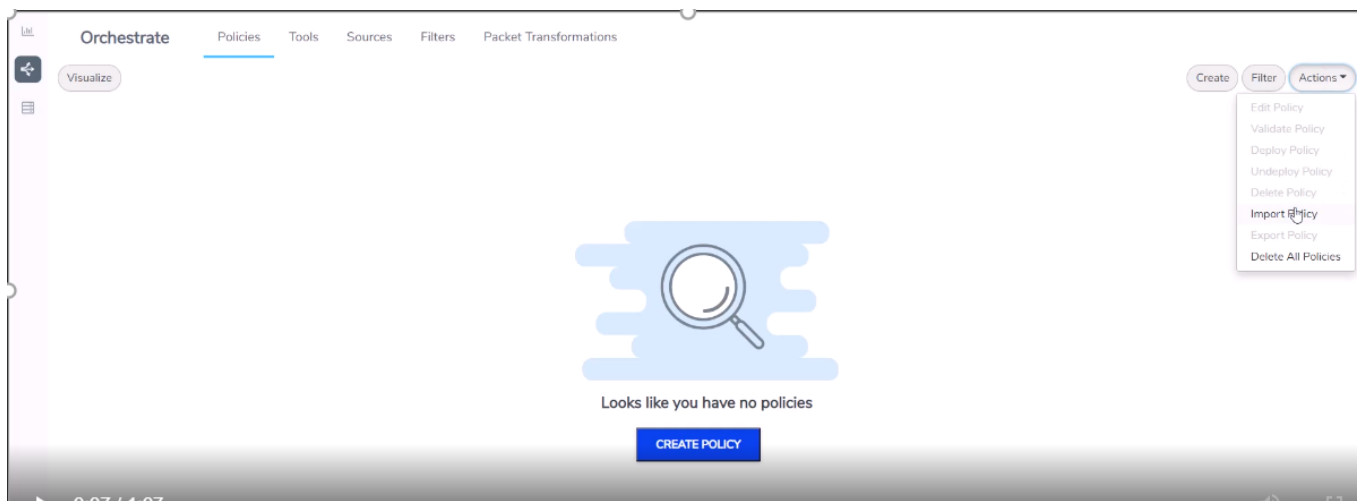 Orchestrate Policies Tools Sources Filters Packet Transformations
Visualize Create Filter Actions
Edit Policy
Validate Policy
Deploy Policy
Undeploy Policy
Delete Policy
Import Policy
Export Policy
Delete All Policies
Looks like you have no policies
CREATE POLICY